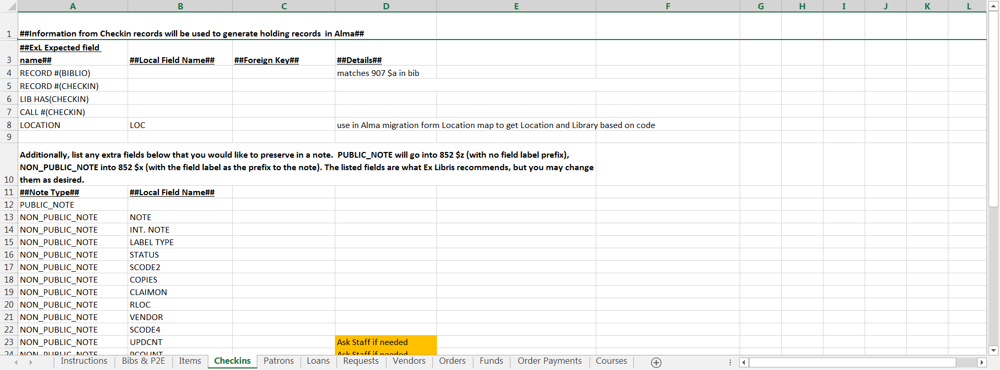 A B C D E F G H I J K L
1 ##Information from Checkin records will be used to generate holding records  in Alma##
##ExL Expected field
3 name## ##Local Field Name## ##Foreign Key## ##Details##
4 RECORD #(BIBLIO) matches 907 $a in bib
5 RECORD #(CHECKIN)
6 LIB HAS(CHECKIN)
7 CALL #(CHECKIN)
8 LOCATION LOC use in Alma migration form Location map to get Location and Library based on code
9
Additionally, list any extra fields below that you would like to preserve in a note.  PUBLIC_NOTE will go into 852 $z (with no field label prefix),
NON_PUBLIC_NOTE into 852 $x (with the field label as the prefix to the note). The listed fields are what Ex Libris recommends, but you may change
10 them as desired.
11 ##Note Type## ##Local Field Name##
12 PUBLIC_NOTE
13 NON_PUBLIC_NOTE NOTE
14 NON_PUBLIC_NOTE INT. NOTE
15 NON_PUBLIC_NOTE LABEL TYPE
16 NON_PUBLIC_NOTE STATUS
17 NON_PUBLIC_NOTE SCODE2
18 NON_PUBLIC_NOTE COPIES
19 NON_PUBLIC_NOTE CLAIMON
20 NON_PUBLIC_NOTE RLOC
21 NON_PUBLIC_NOTE VENDOR
22 NON_PUBLIC_NOTE SCODE4
23 NON_PUBLIC_NOTE UPDCNT Ask Staff if needed
24 NON_PUBLIC_NOTE PCOUNT Ask Staff if needed
Instructions Bibs & P2E Items Checkins Patrons Loans Requests Vendors Orders Funds Order Payments Courses